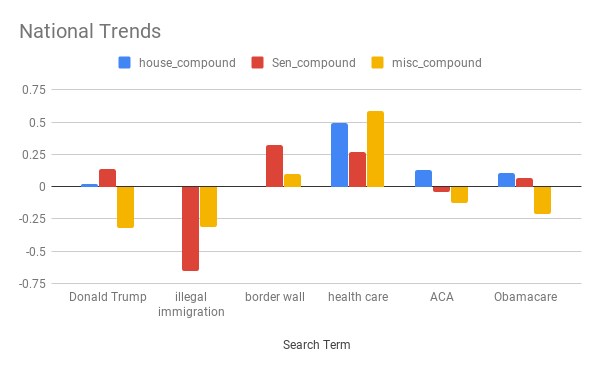 National Trends
house_compound Sen_compound misc_compound
0.75
0.5
0.25
0
-0.25
-0.5
-0.75
Donald Trump illegal immigration border wall health care ACA Obamacare
Search Term